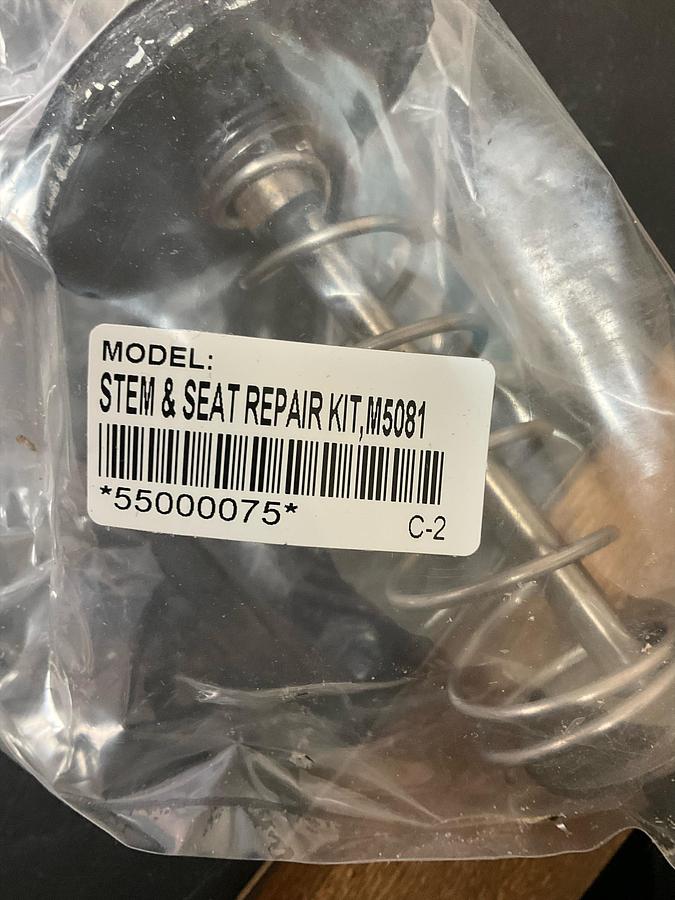 MODEL:
STEM & SEAT REPAIR KIT,M5081
*55000075*
C-2